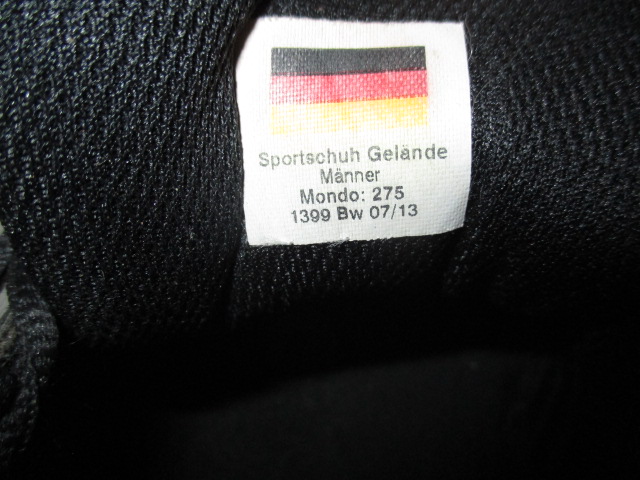 Sportschuh Gelände
Männer
Mondo: 275
1399 Bw 07/13